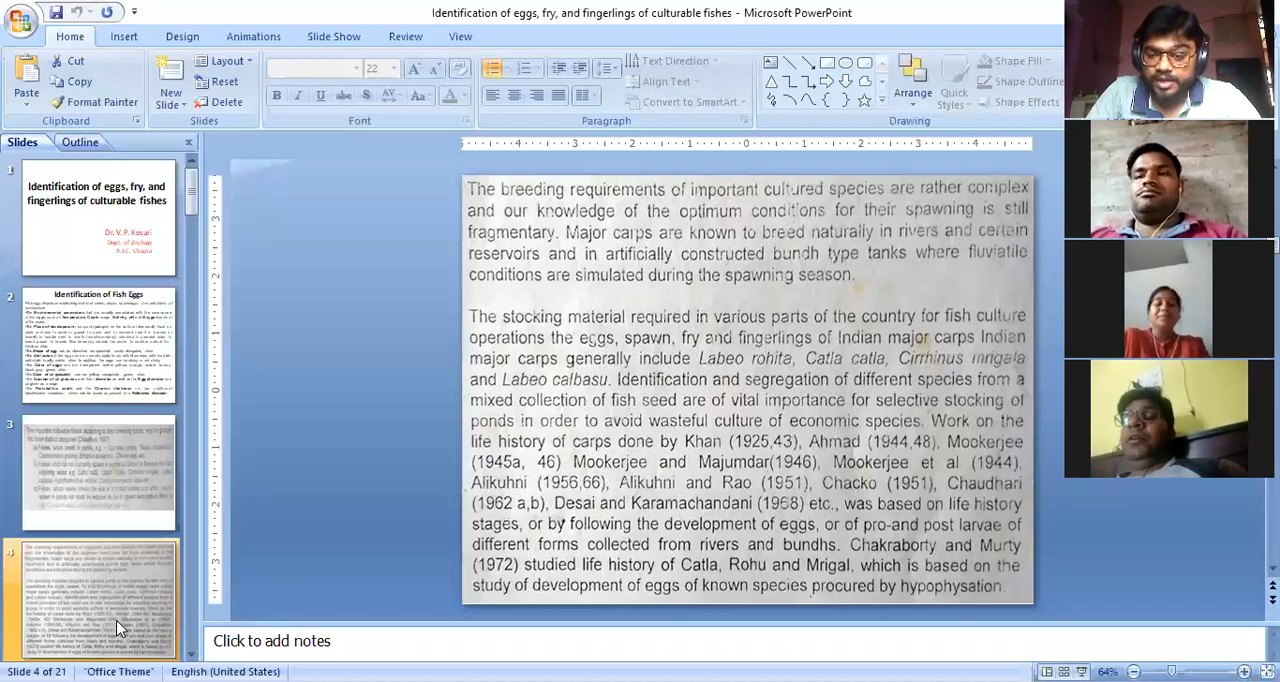 Identification of eggs, fry, and fingerlings of culturable fishes - Microsoft PowerPoint
Home Insert Design Animations Slide Show Review View
Paste
Cut
Copy
Format Painter
Clipboard
New Slide
Layout
Reset
Delete
Slides
22
Font
Paragraph
Text Direction
Align Text
Convert to SmartArt
Arrange
Quick Styles
Shape Fill
Shape Outline
Shape Effects
Drawing
Slides Outline
1
Identification of eggs, fry, and
fingerlings of culturable fishes
Dr. V. P. Kesari
Dept. of Zoology
2
Identification of Fish Eggs
3
4
The breeding requirements of important cultured species are rather complex
and our knowledge of the optimum conditions for their spawning is still
fragmentary. Major carps are known to breed naturally in rivers and certain
reservoirs and in artificially constructed bundh type tanks where fluviatile
conditions are simulated during the spawning season.
The stocking material required in various parts of the country for fish culture
operations the eggs, spawn, fry and fingerlings of Indian major carps Indian
major carps generally include Labeo rohita, Catla catla, Cirrhinus mrigala
and Labeo calbasu. Identification and segregation of different species from a
mixed collection of fish seed are of vital importance for selective stocking of
ponds in order to avoid wasteful culture of economic species. Work on the
life history of carps done by Khan (1925,43), Ahmad (1944,48), Mookerjee
(1945a, 46) Mookerjee and Majumdar(1946), Mookerjee et al (1944),
Alikuhni (1956,66), Alikuhni and Rao (1951), Chacko (1951), Chaudhari
(1962 a,b), Desai and Karamachandani (1958) etc., was based on life history
stages, or by following the development of eggs, or of pro-and post larvae of
different forms collected from rivers and bundhs. Chakraborty and Murty
(1972) studied life history of Catla, Rohu and Mrigal, which is based on the
study of development of eggs of known species procured by hypophysation.
Click to add notes
Slide 4 of 21 "Office Theme" English (United States) 64%